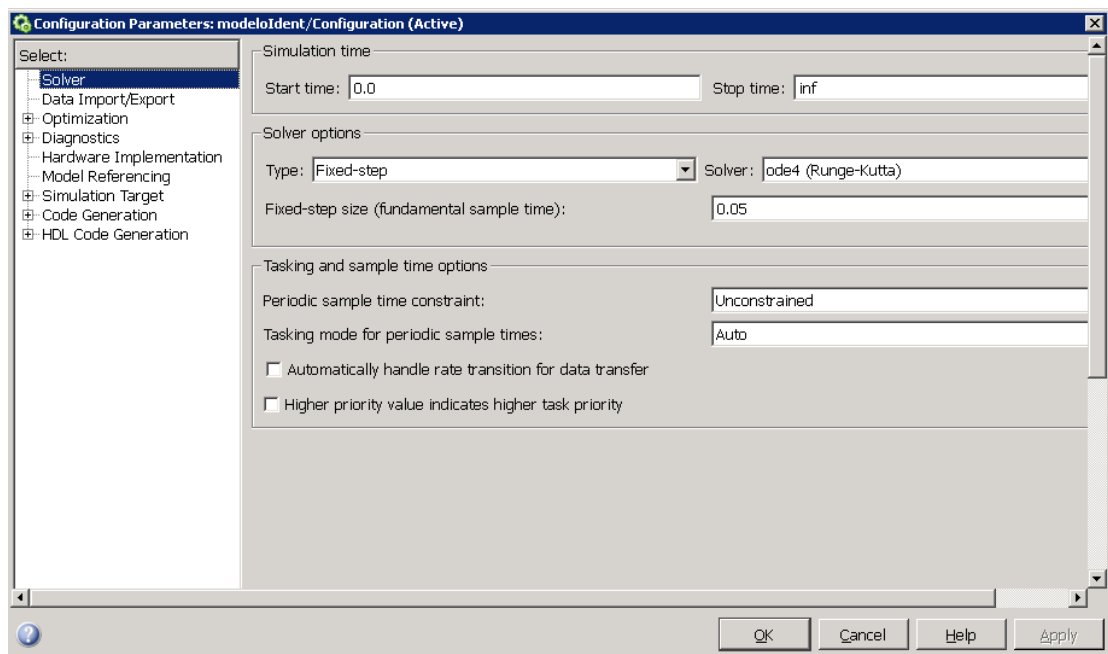 Configuration Parameters: modeloIdent/Configuration (Active)
Select:
Solver
Data Import/Export
Optimization
Diagnostics
Hardware Implementation
Model Referencing
Simulation Target
Code Generation
HDL Code Generation
Simulation time
Start time: 0.0 Stop time: inf
Solver options
Type: Fixed-step Solver: ode4 (Runge-Kutta)
Fixed-step size (fundamental sample time): 0.05
Tasking and sample time options
Periodic sample time constraint: Unconstrained
Tasking mode for periodic sample times: Auto
Automatically handle rate transition for data transfer
Higher priority value indicates higher task priority
? OK Cancel Help Apply